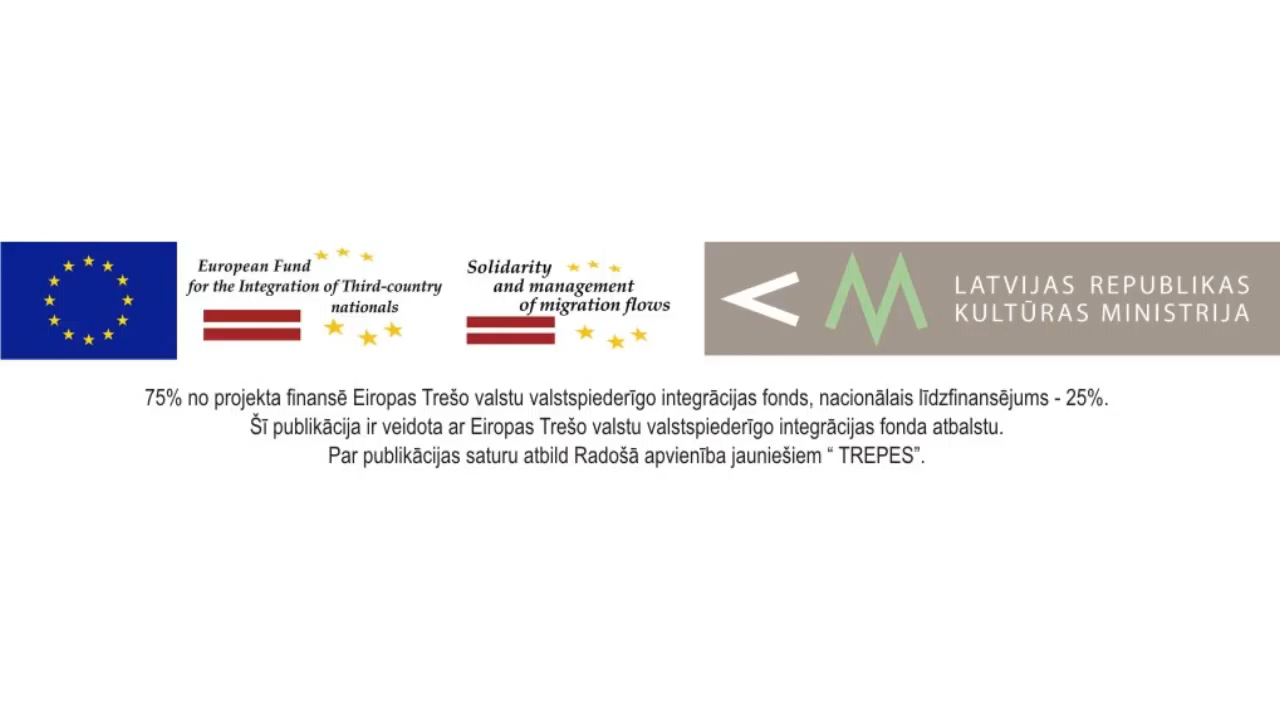 European Fund
for the Integration of Third-country
nationals
Solidarity
and management
of migration flows
LATVIJAS REPUBLIKAS
KULTŪRAS MINISTRIJA
75% no projekta finansē Eiropas Trešo valstu valstspiederīgo integrācijas fonds, nacionālais līdzfinansējums - 25%.
Šī publikācija ir veidota ar Eiropas Trešo valstu valstspiederīgo integrācijas fonda atbalstu.
Par publikācijas saturu atbild Radošā apvienība jauniešiem “ TREPES”.